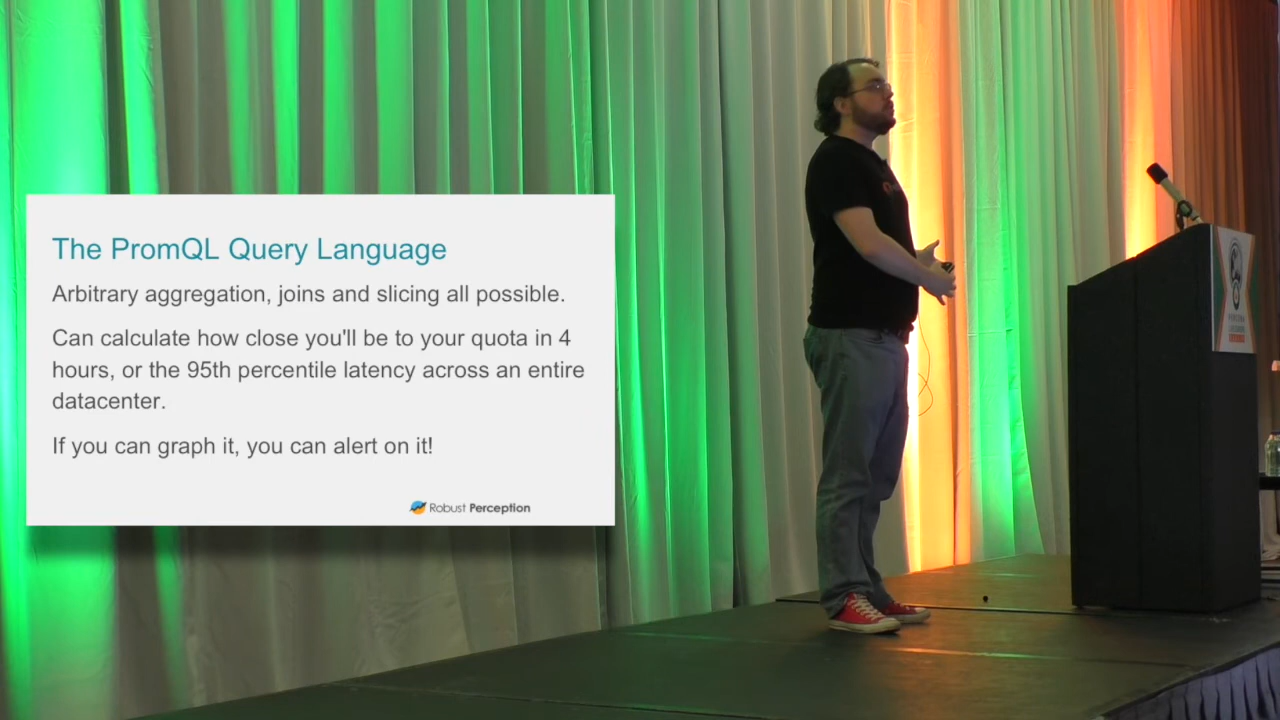 The PromQL Query Language
Arbitrary aggregation, joins and slicing all possible.
Can calculate how close you'll be to your quota in 4
hours, or the 95th percentile latency across an entire
datacenter.
If you can graph it, you can alert on it!
Robust Perception